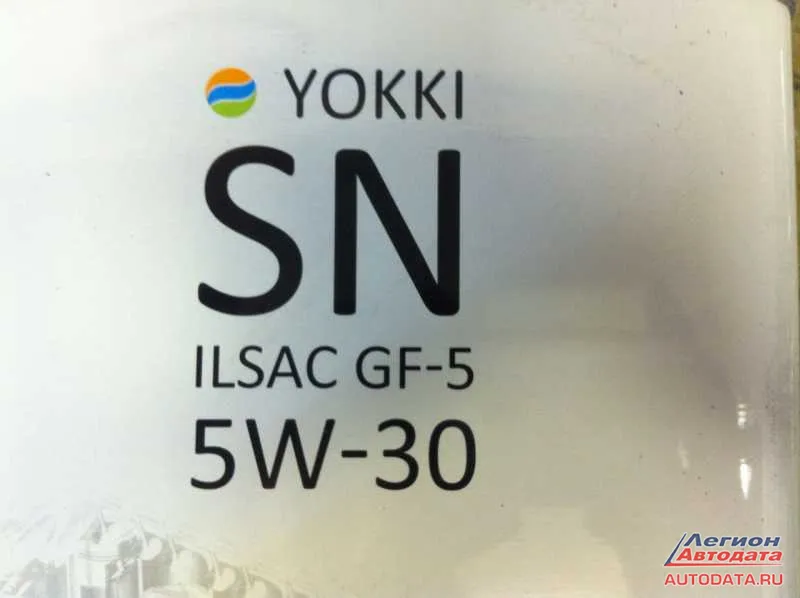 YOKKI
SN
ILSAC GF-5
5W-30
Легион
Автодата
AUTODATA.RU